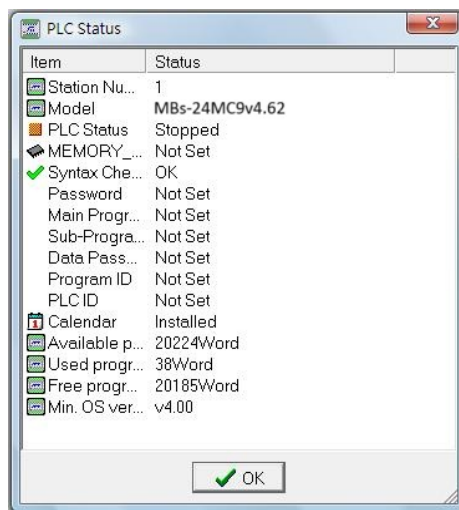 PLC Status
Item Status
Station Nu... 1
Model MBs-24MC9v4.62
PLC Status Stopped
MEMORY_... Not Set
Syntax Che... OK
Password Not Set
Main Progr... Not Set
Sub-Progra... Not Set
Data Pass... Not Set
Program ID Not Set
PLC ID Not Set
Calendar Installed
Available p... 20224Word
Used progr... 38Word
Free progr... 20185Word
Min. OS ver... v4.00
OK